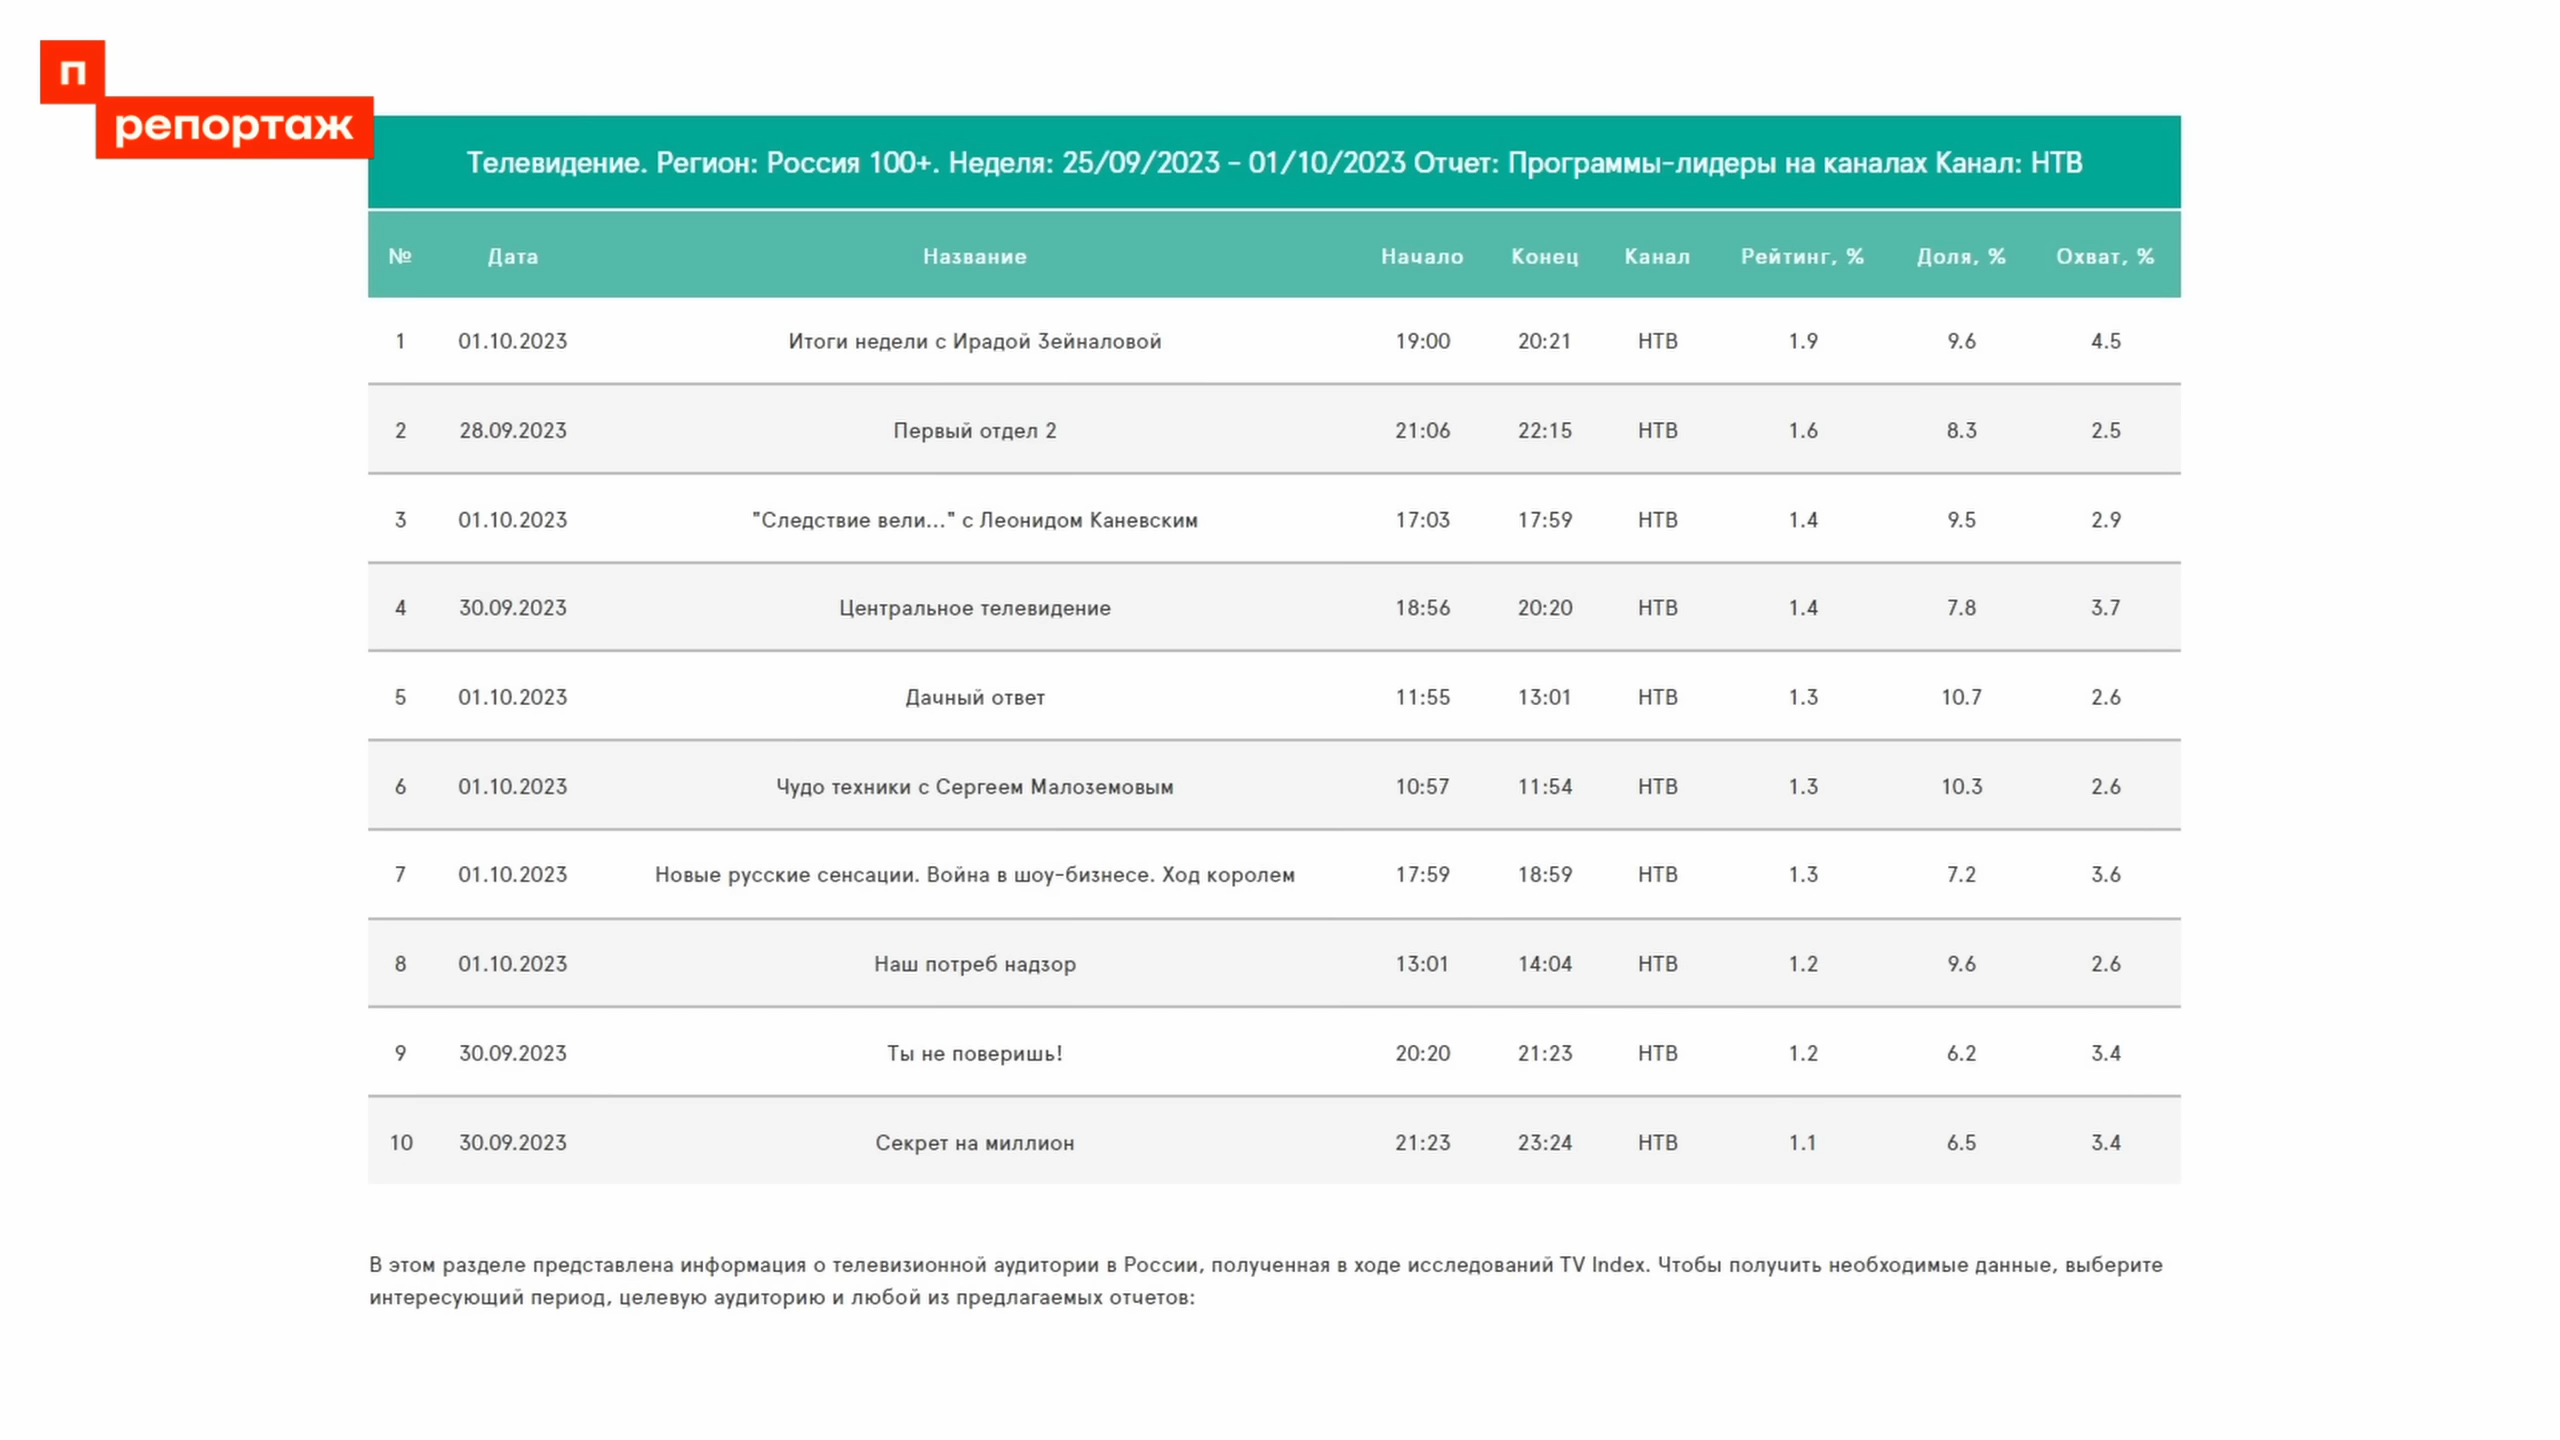 п
репортаж
Телевидение. Регион: Россия 100+. Неделя: 25/09/2023 - 01/10/2023 Отчет: Программы-лидеры на каналах Канал: НТВ
№ Дата Название Начало Конец Канал Рейтинг, % Доля, % Охват, %
1 01.10.2023 Итоги недели с Ирадой Зейналовой 19:00 20:21 НТВ 1.9 9.6 4.5
2 28.09.2023 Первый отдел 2 21:06 22:15 НТВ 1.6 8.3 2.5
3 01.10.2023 "Следствие вели..." с Леонидом Каневским 17:03 17:59 НТВ 1.4 9.5 2.9
4 30.09.2023 Центральное телевидение 18:56 20:20 НТВ 1.4 7.8 3.7
5 01.10.2023 Дачный ответ 11:55 13:01 НТВ 1.3 10.7 2.6
6 01.10.2023 Чудо техники с Сергеем Малоземовым 10:57 11:54 НТВ 1.3 10.3 2.6
7 01.10.2023 Новые русские сенсации. Война в шоу-бизнесе. Ход королем 17:59 18:59 НТВ 1.3 7.2 3.6
8 01.10.2023 Наш потреб надзор 13:01 14:04 НТВ 1.2 9.6 2.6
9 30.09.2023 Ты не поверишь! 20:20 21:23 НТВ 1.2 6.2 3.4
10 30.09.2023 Секрет на миллион 21:23 23:24 НТВ 1.1 6.5 3.4
В этом разделе представлена информация о телевизионной аудитории в России, полученная в ходе исследований TV Index. Чтобы получить необходимые данные, выберите
интересующий период, целевую аудиторию и любой из предлагаемых отчетов: